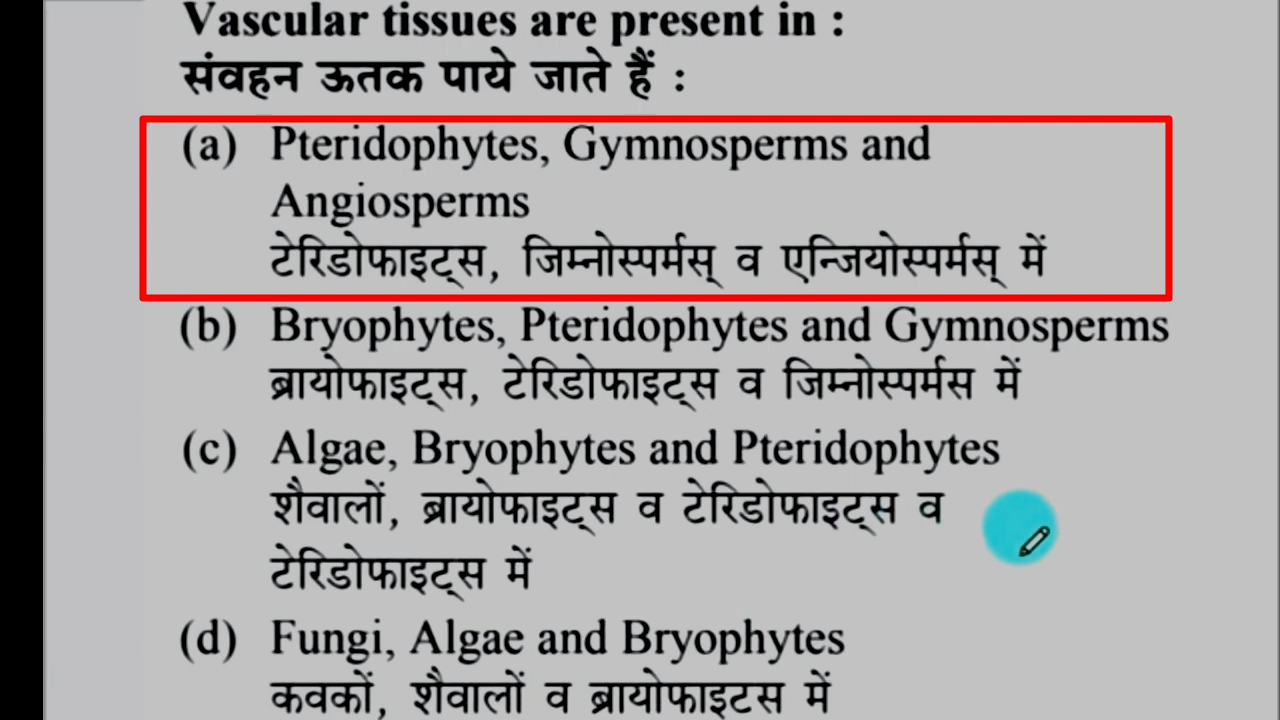 Vascular tissues are present in :
संवहन ऊतक पाये जाते हैं :
(a) Pteridophytes, Gymnosperms and
Angiosperms
टेरिडोफाइट्स, जिम्नोस्पर्मस् व एन्जियोस्पर्मस् में
(b) Bryophytes, Pteridophytes and Gymnosperms
ब्रायोफाइट्स, टेरिडोफाइट्स व जिम्नोस्पर्मस में
(c) Algae, Bryophytes and Pteridophytes
शैवालों, ब्रायोफाइट्स व टेरिडोफाइट्स व
टेरिडोफाइट्स में
(d) Fungi, Algae and Bryophytes
कवकों, शैवालों व ब्रायोफाइटस में